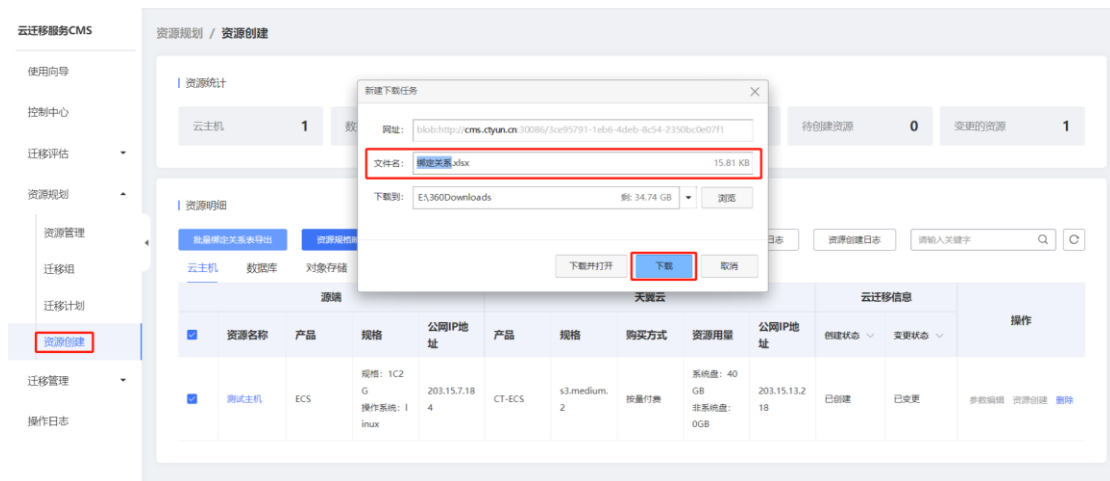 云迁移服务CMS
资源规划 / 资源创建
使用向导
控制中心
迁移评估
资源规划
资源管理
迁移组
迁移计划
资源创建
迁移管理
操作日志
资源统计
云主机 1
数
待创建资源 0
变更的资源 1
新建下载任务
网址: blob:http://cms.ctyun.cn:30086/3ce95791-1eb6-4deb-8c54-2350bc0e07f1
文件名: 绑定关系.xlsx 15.81 KB
下载到: E:\360Downloads 剩: 34.74 GB 浏览
下载并打开 下载 取消
资源明细
批量绑定关系表导出 资源规格 日志 资源创建日志 请输入关键字
云主机 数据库 对象存储
源端 天翼云 云迁移信息 操作
资源名称 产品 规格 公网IP地址 产品 规格 购买方式 资源用量 公网IP地址 创建状态 变更状态
测试主机 ECS 规格: 1C2G 操作系统: linux 203.15.7.184 CT-ECS s3.medium.2 按量付费 系统盘: 40GB 非系统盘: 0GB 203.15.13.218 已创建 已变更 参数编辑 资源创建 删除